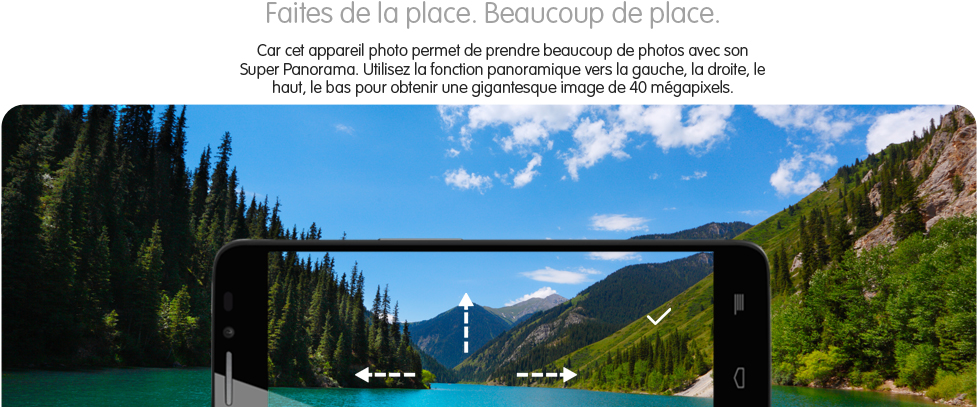 Faites de la place. Beaucoup de place.
Car cet appareil photo permet de prendre beaucoup de photos avec son
Super Panorama. Utilisez la fonction panoramique vers la gauche, la droite, le
haut, le bas pour obtenir une gigantesque image de 40 mégapixels.